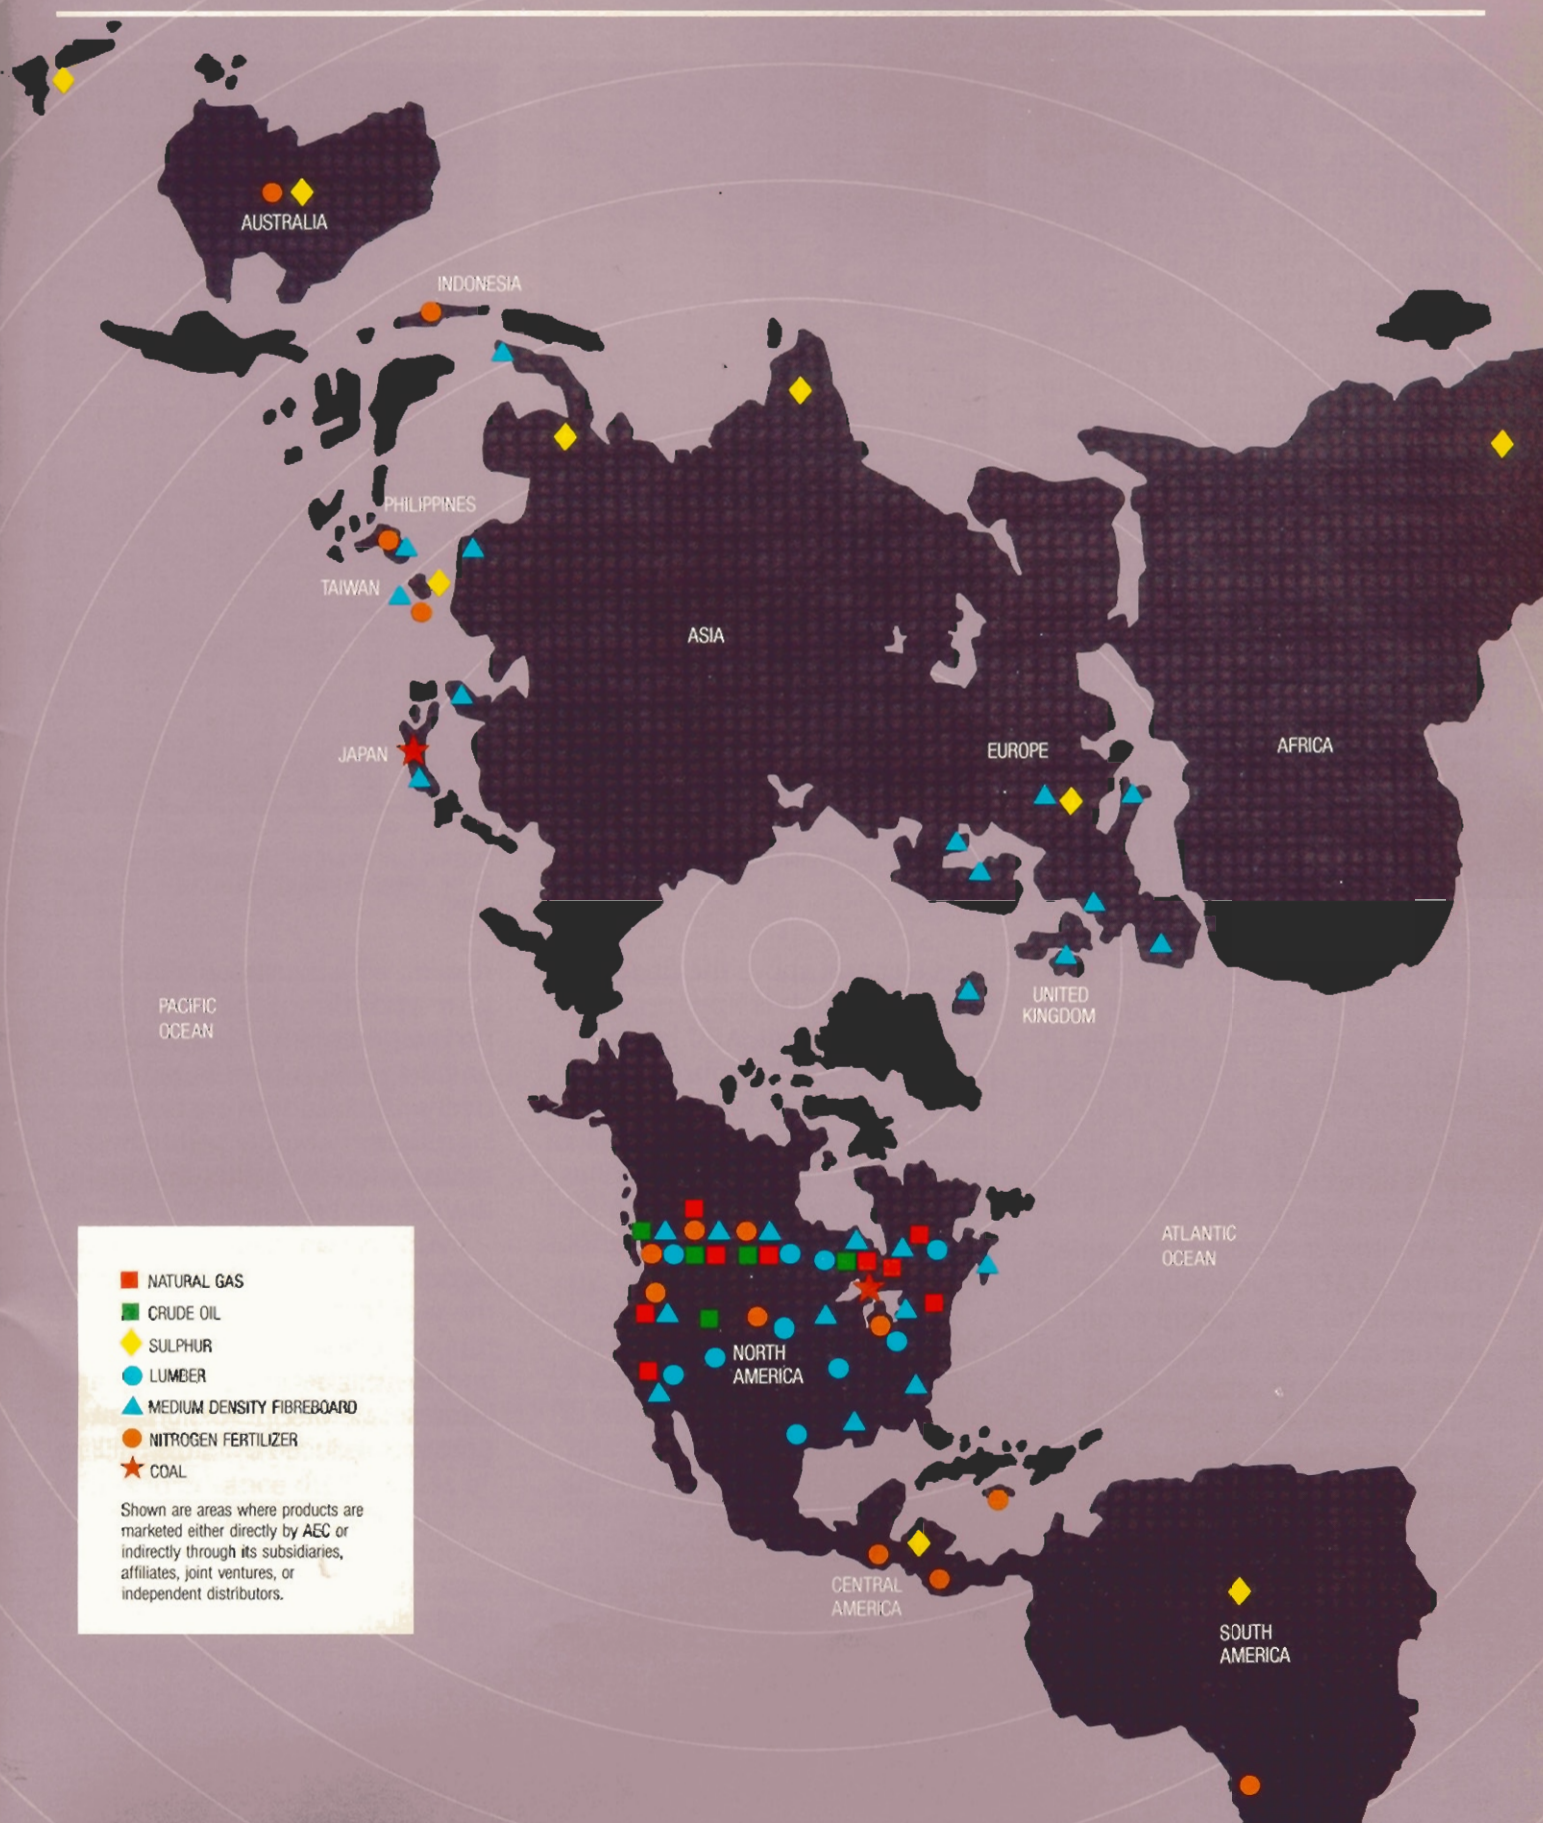 AUSTRALIA
INDONESIA
PHILIPPINES
TAIWAN
ASIA
JAPAN
EUROPE
AFRICA
UNITED
KINGDOM
PACIFIC
OCEAN
ATLANTIC
OCEAN
NATURAL GAS
CRUDE OIL
SULPHUR
LUMBER
MEDIUM DENSITY FIBREBOARD
NITROGEN FERTILIZER
COAL
Shown are areas where products are
marketed either directly by AEC or
indirectly through its subsidiaries,
affiliates, joint ventures, or
independent distributors.
NORTH
AMERICA
CENTRAL
AMERICA
SOUTH
AMERICA